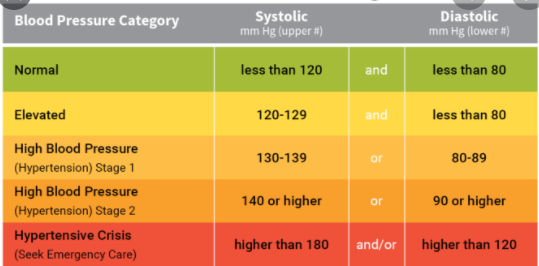 Blood Pressure Category
Systolic
mm Hg (upper #)
Diastolic
mm Hg (lower #)
Normal
less than 120
and
less than 80
Elevated
120-129
and
less than 80
High Blood Pressure
(Hypertension) Stage 1
130-139
or
80-89
High Blood Pressure
(Hypertension) Stage 2
140 or higher
or
90 or higher
Hypertensive Crisis
(Seek Emergency Care)
higher than 180
and/or
higher than 120